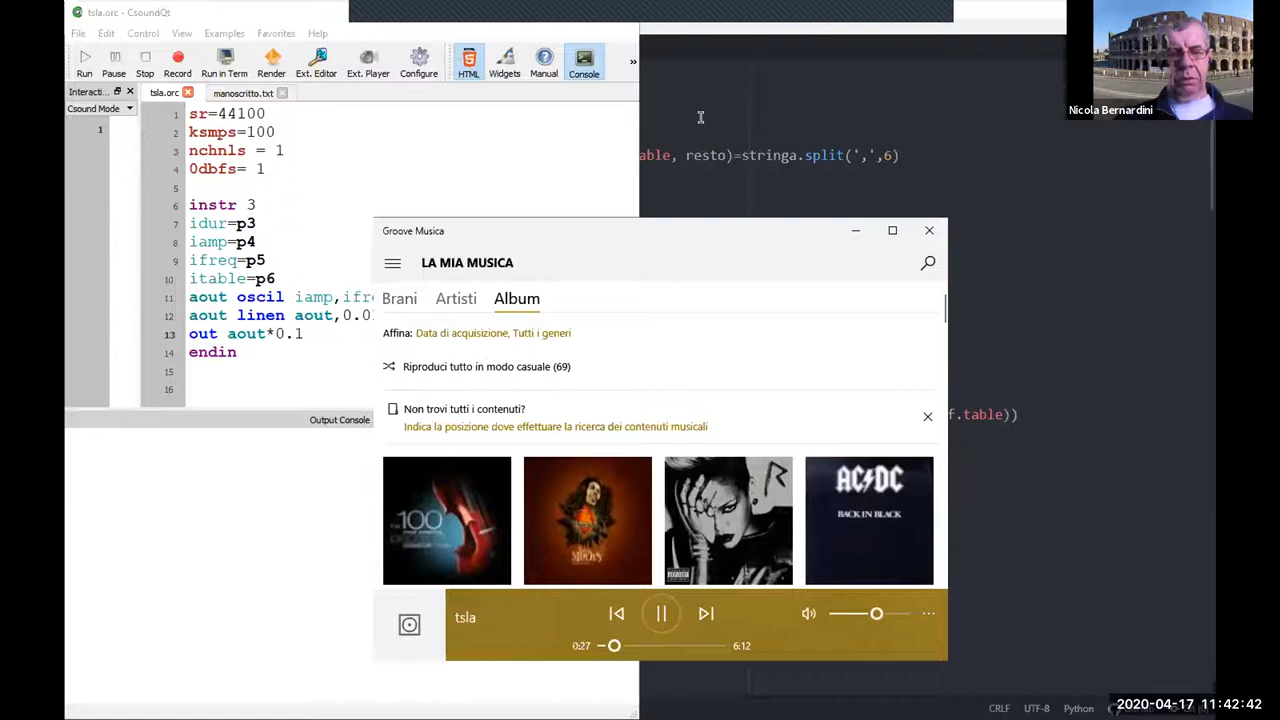 tsla.orc - CsoundQt
File Edit Control View Examples Favorites Help
Run Pause Stop Record Run in Term Render Ext. Editor Ext. Player Configure HTML Widgets Manual Console »
Interacti...
tsla.orc manoscritto.txt
Csound Mode
1
1 sr=44100
2 ksmps=100
3 nchnls = 1
4 0dbfs= 1
5
6 instr 3
7 idur=p3
8 iamp=p4
9 ifreq=p5
10 itable=p6
11 aout oscil iamp,ifre
12 aout linen aout,0.01
13 out aout*0.1
14 endin
15
16
Output Console
Nicola Bernardini
able, resto)=stringa.split(',',6)
f.table))
Groove Musica
LA MIA MUSICA
Brani Artisti Album
Affina: Data di acquisizione, Tutti i generi
Riproduci tutto in modo casuale (69)
Non trovi tutti i contenuti?
Indica la posizione dove effettuare la ricerca dei contenuti musicali
100
R
AC/DC
BACK IN BLACK
tsla
0:27 6:12
CRLF UTF-8 Python
2020-04-17 11:42:42